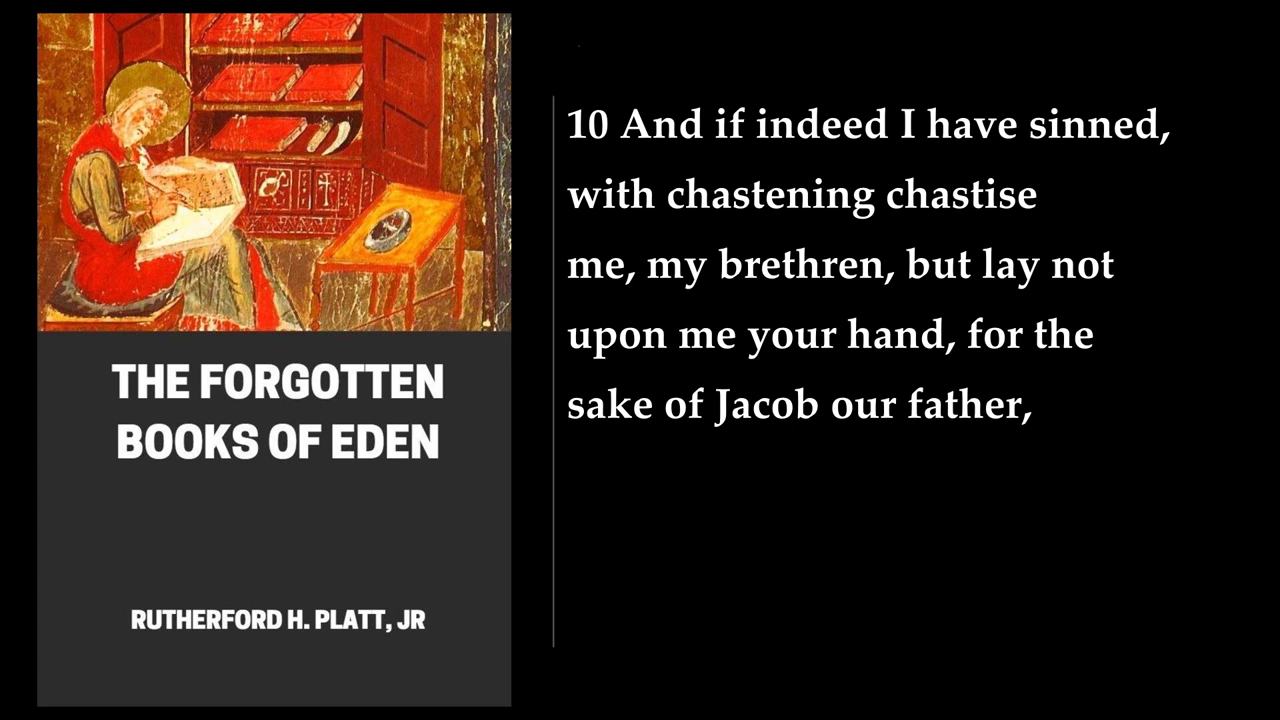 THE FORGOTTEN
BOOKS OF EDEN
RUTHERFORD H. PLATT, JR
10 And if indeed I have sinned,
with chastening chastise
me, my brethren, but lay not
upon me your hand, for the
sake of Jacob our father,